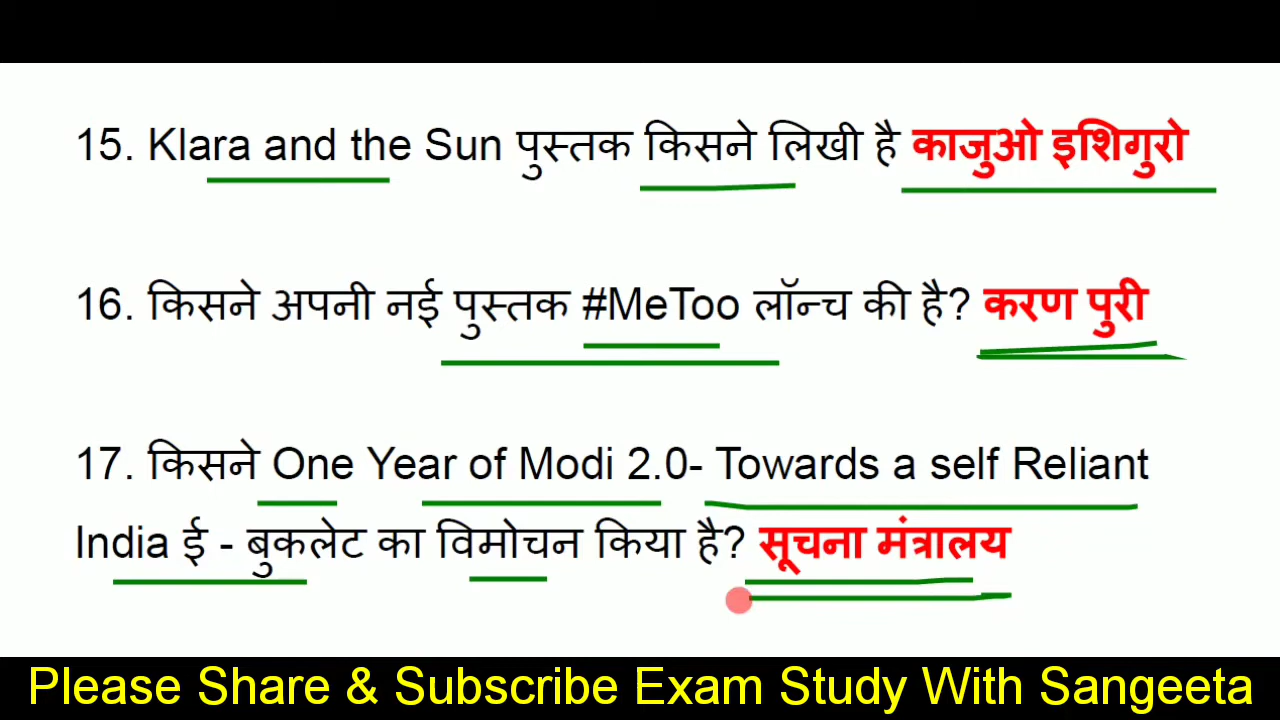 15. Klara and the Sun पुस्तक किसने लिखी है काजुओ इशिगुरो
16. किसने अपनी नई पुस्तक #MeToo लॉन्च की है? करण पुरी
17. किसने One Year of Modi 2.0- Towards a self Reliant
India ई - बुकलेट का विमोचन किया है? सूचना मंत्रालय
Please Share & Subscribe Exam Study With Sangeeta